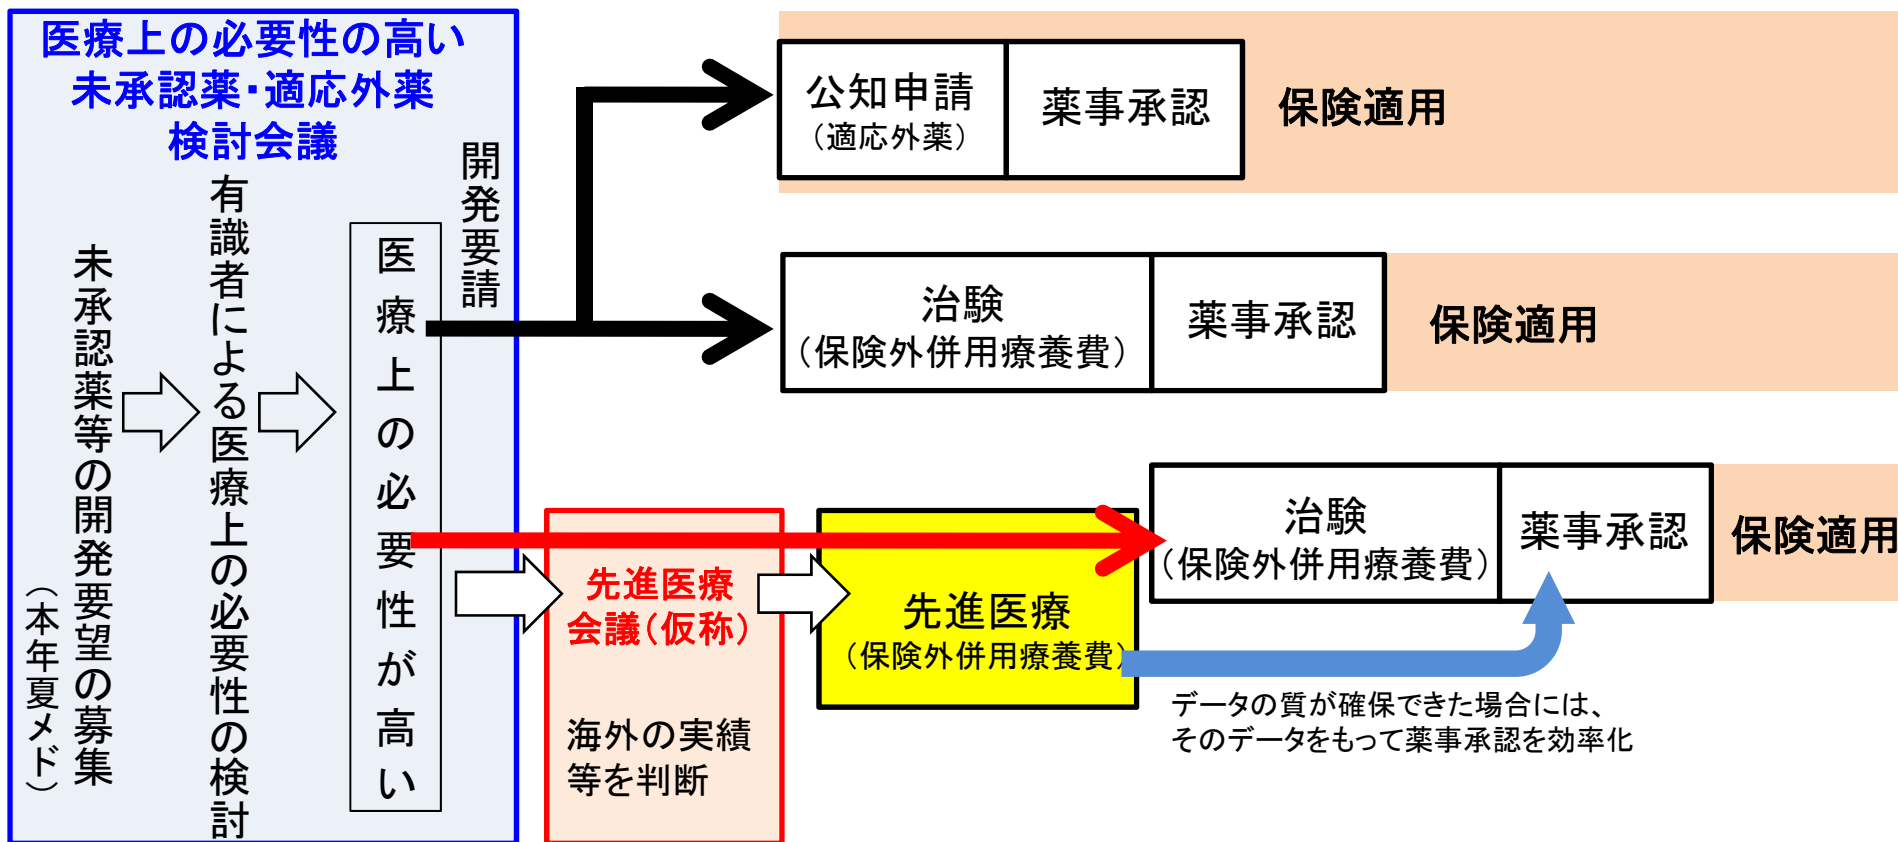 医療上の必要性の高い
未承認薬・適応外薬
検討会議
未承認薬等の開発要望の募集
（本年夏メド）
有識者による医療上の必要性の検討
医療上の必要性が高い
開発要請
公知申請
（適応外薬）
薬事承認
保険適用
治験
（保険外併用療養費）
薬事承認
保険適用
先進医療
会議（仮称）
海外の実績
等を判断
先進医療
（保険外併用療養費）
治験
（保険外併用療養費）
薬事承認
保険適用
データの質が確保できた場合には、
そのデータをもって薬事承認を効率化